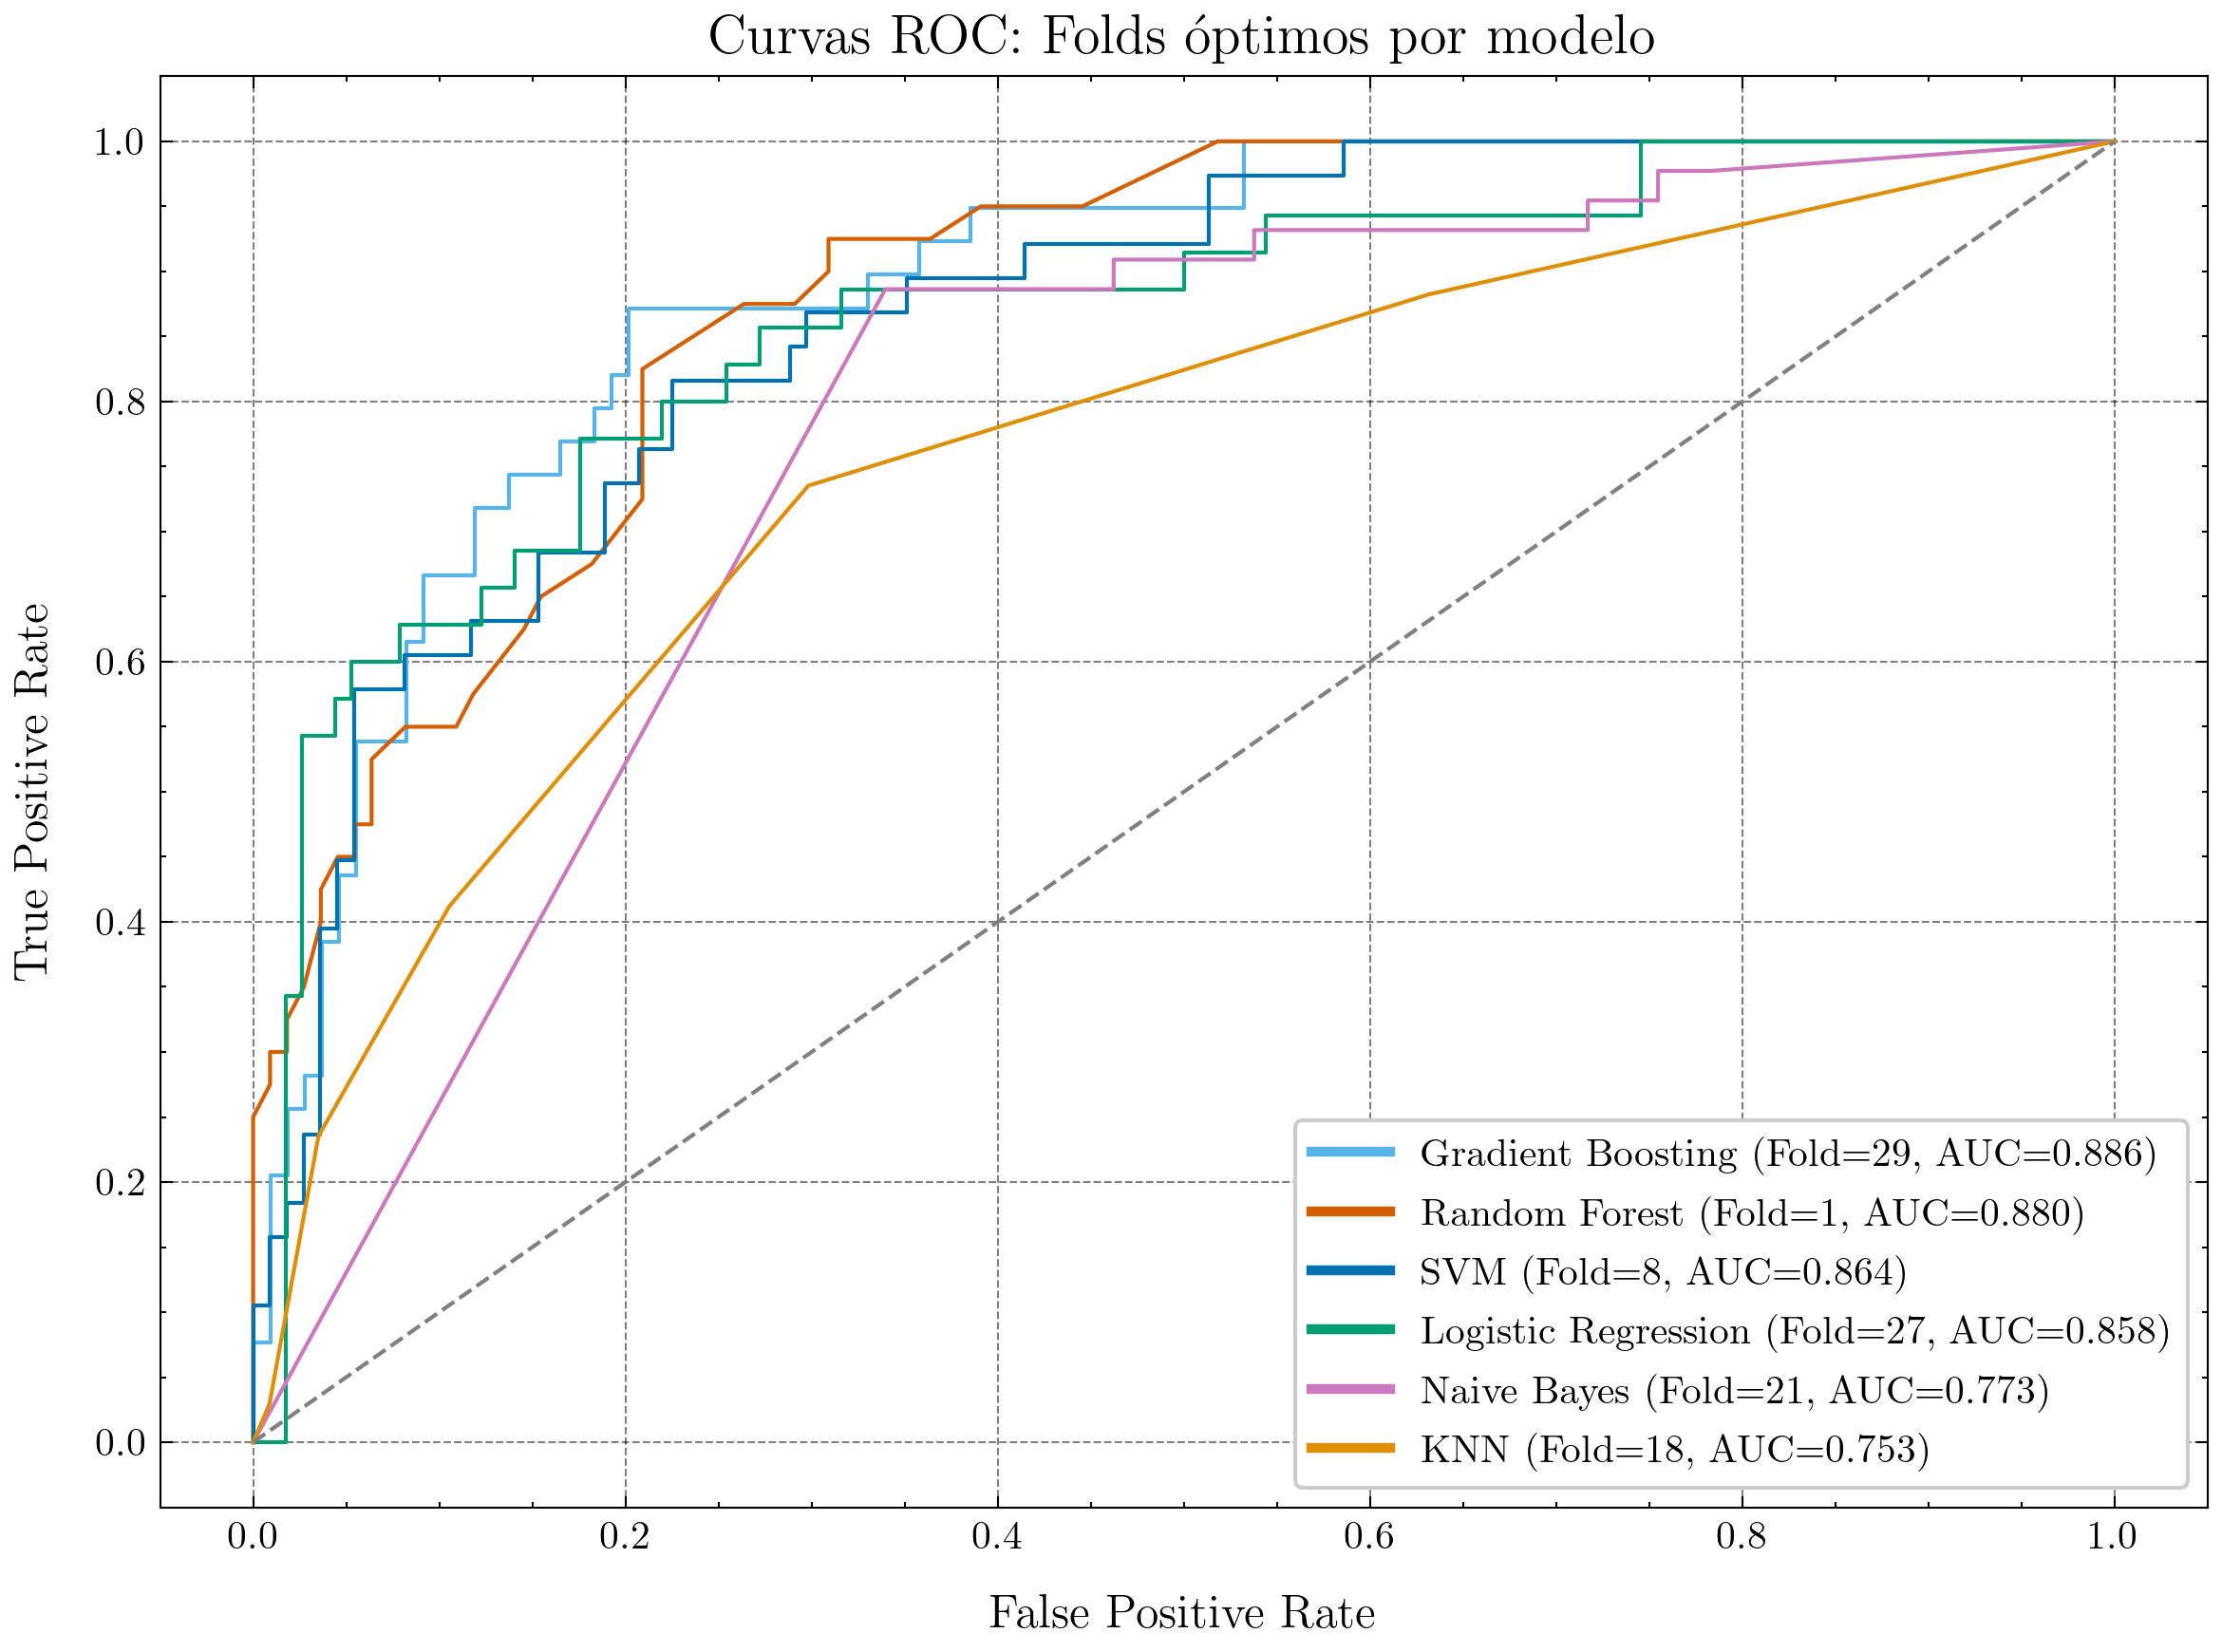 Curvas ROC: Folds óptimos por modelo
True Positive Rate
1.0
0.8
0.6
0.4
0.2
0.0
Gradient Boosting (Fold=29, AUC=0.886)
Random Forest (Fold=1, AUC=0.880)
SVM (Fold=8, AUC=0.864)
Logistic Regression (Fold=27, AUC=0.858)
Naive Bayes (Fold=21, AUC=0.773)
KNN (Fold=18, AUC=0.753)
0.0 0.2 0.4 0.6 0.8 1.0
False Positive Rate